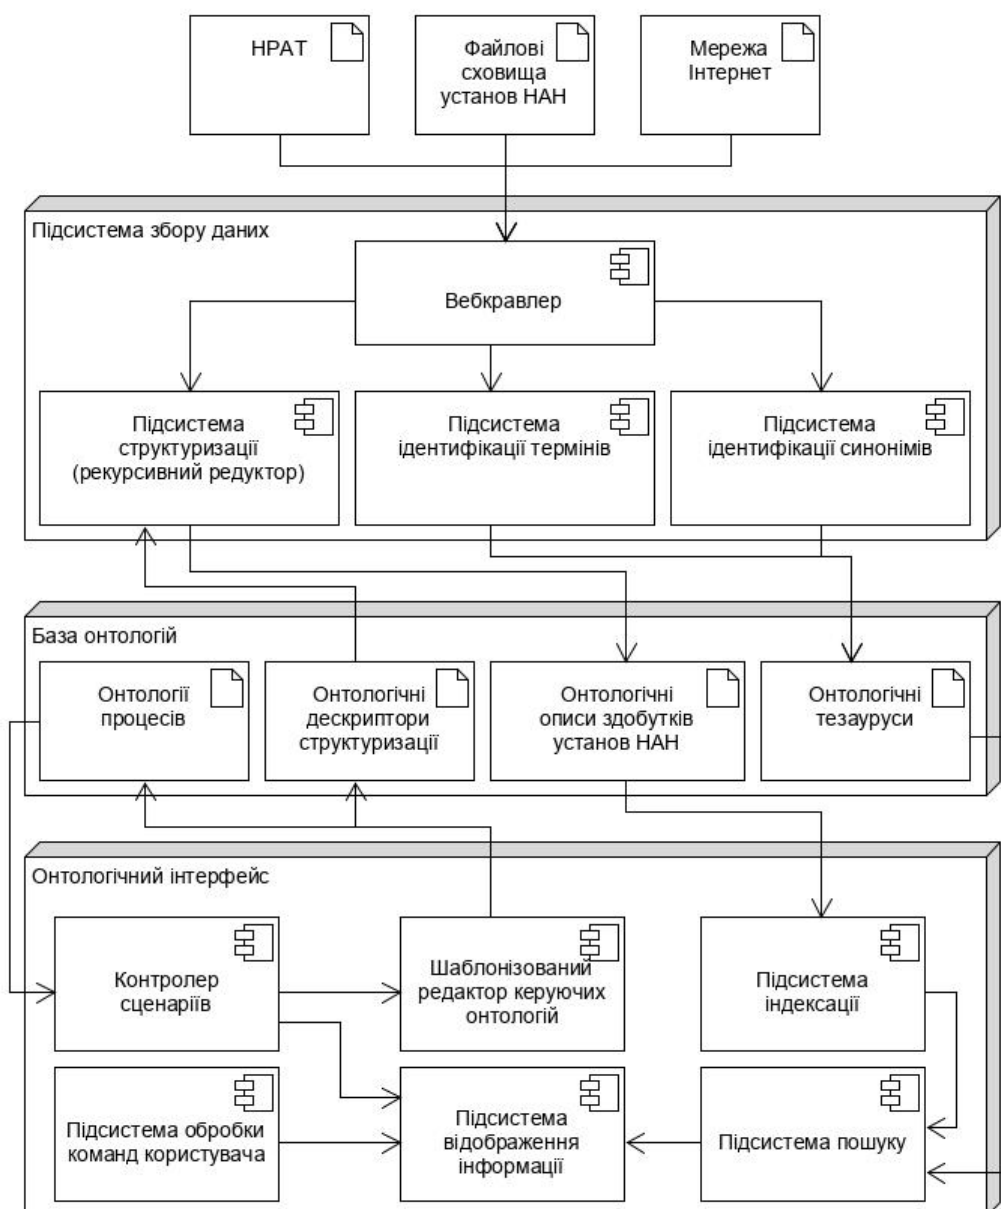 НРАТ
Файлові
сховища
установ НАН
Мережа
Інтернет
Підсистема збору даних
Вебкравлер
Підсистема
структуризації
(рекурсивний редуктор)
Підсистема
ідентифікації термінів
Підсистема
ідентифікації синонімів
База онтологій
Онтології
процесів
Онтологічні
дескриптори
структуризації
Онтологічні
описи здобутків
установ НАН
Онтологічні
тезауруси
Онтологічний інтерфейс
Контролер
сценаріїв
Шаблонізований
редактор керуючих
онтологій
Підсистема
індексації
Підсистема обробки
команд користувача
Підсистема
відображення
інформації
Підсистема пошуку